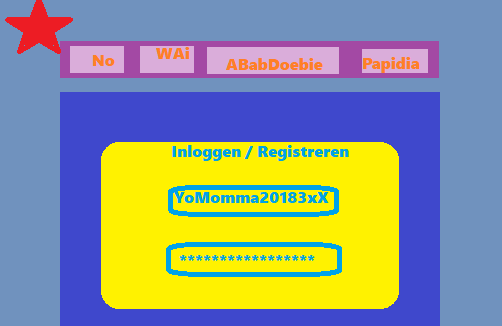 No WAi ABabDoebie Papidia
Inloggen / Registreren
YoMomma20183xX
*****************